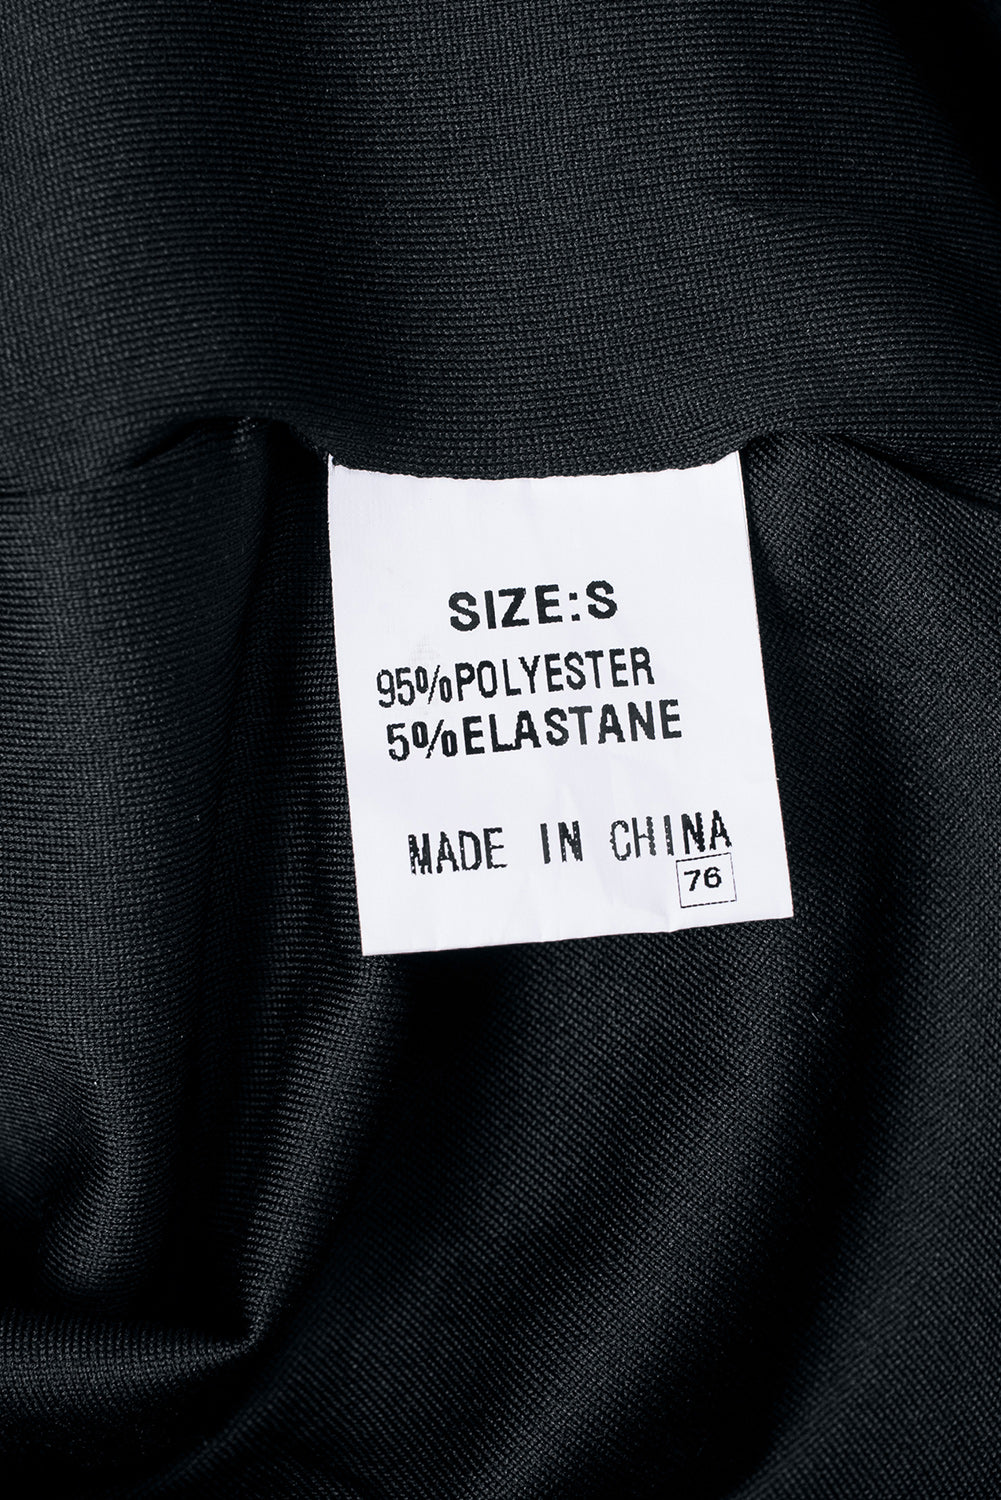 SIZE:S
95%POLYESTER
5%ELASTANE
MADE IN CHINA
76